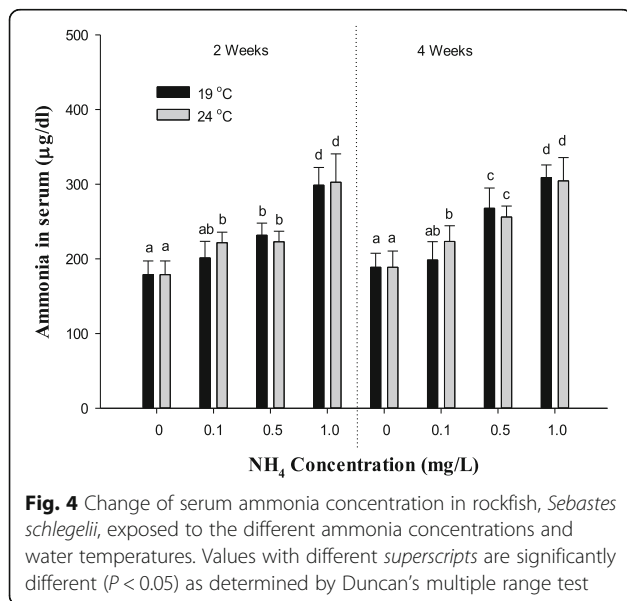 500
400
300
200
100
0
Ammonia in serum (µg/dl)
2 Weeks
4 Weeks
19 °C
24 °C
a a ab b b b d d
a a ab b c c d d
0 0.1 0.5 1.0 0 0.1 0.5 1.0
NH₄ Concentration (mg/L)
Fig. 4 Change of serum ammonia concentration in rockfish, Sebastes
schlegelii, exposed to the different ammonia concentrations and
water temperatures. Values with different superscripts are significantly
different (P < 0.05) as determined by Duncan’s multiple range test